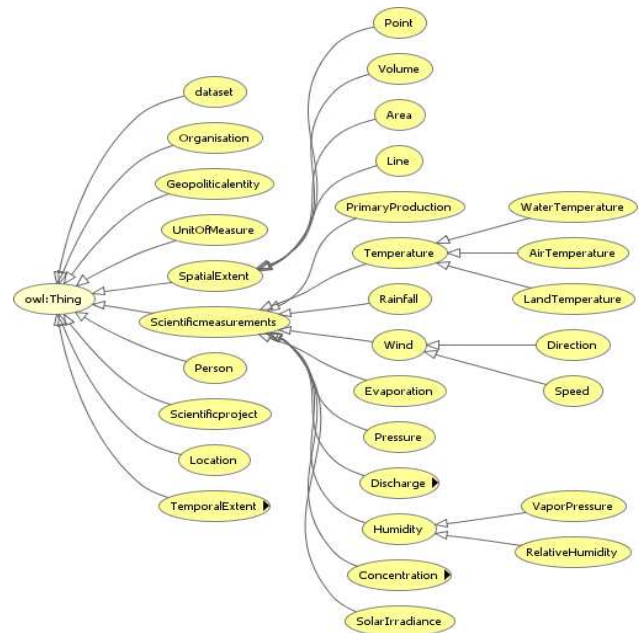 Point
Volume
dataset
Area
Organisation
Line
Geopoliticalentity
PrimaryProduction
WaterTemperature
UnitOfMeasure
Temperature
AirTemperature
SpatialExtent
owl:Thing
Rainfall
LandTemperature
Scientificmeasurements
Wind
Direction
Person
Evaporation
Speed
Scientificproject
Pressure
Location
Discharge
TemporalExtent
VaporPressure
Humidity
RelativeHumidity
Concentration
SolarIrradiance